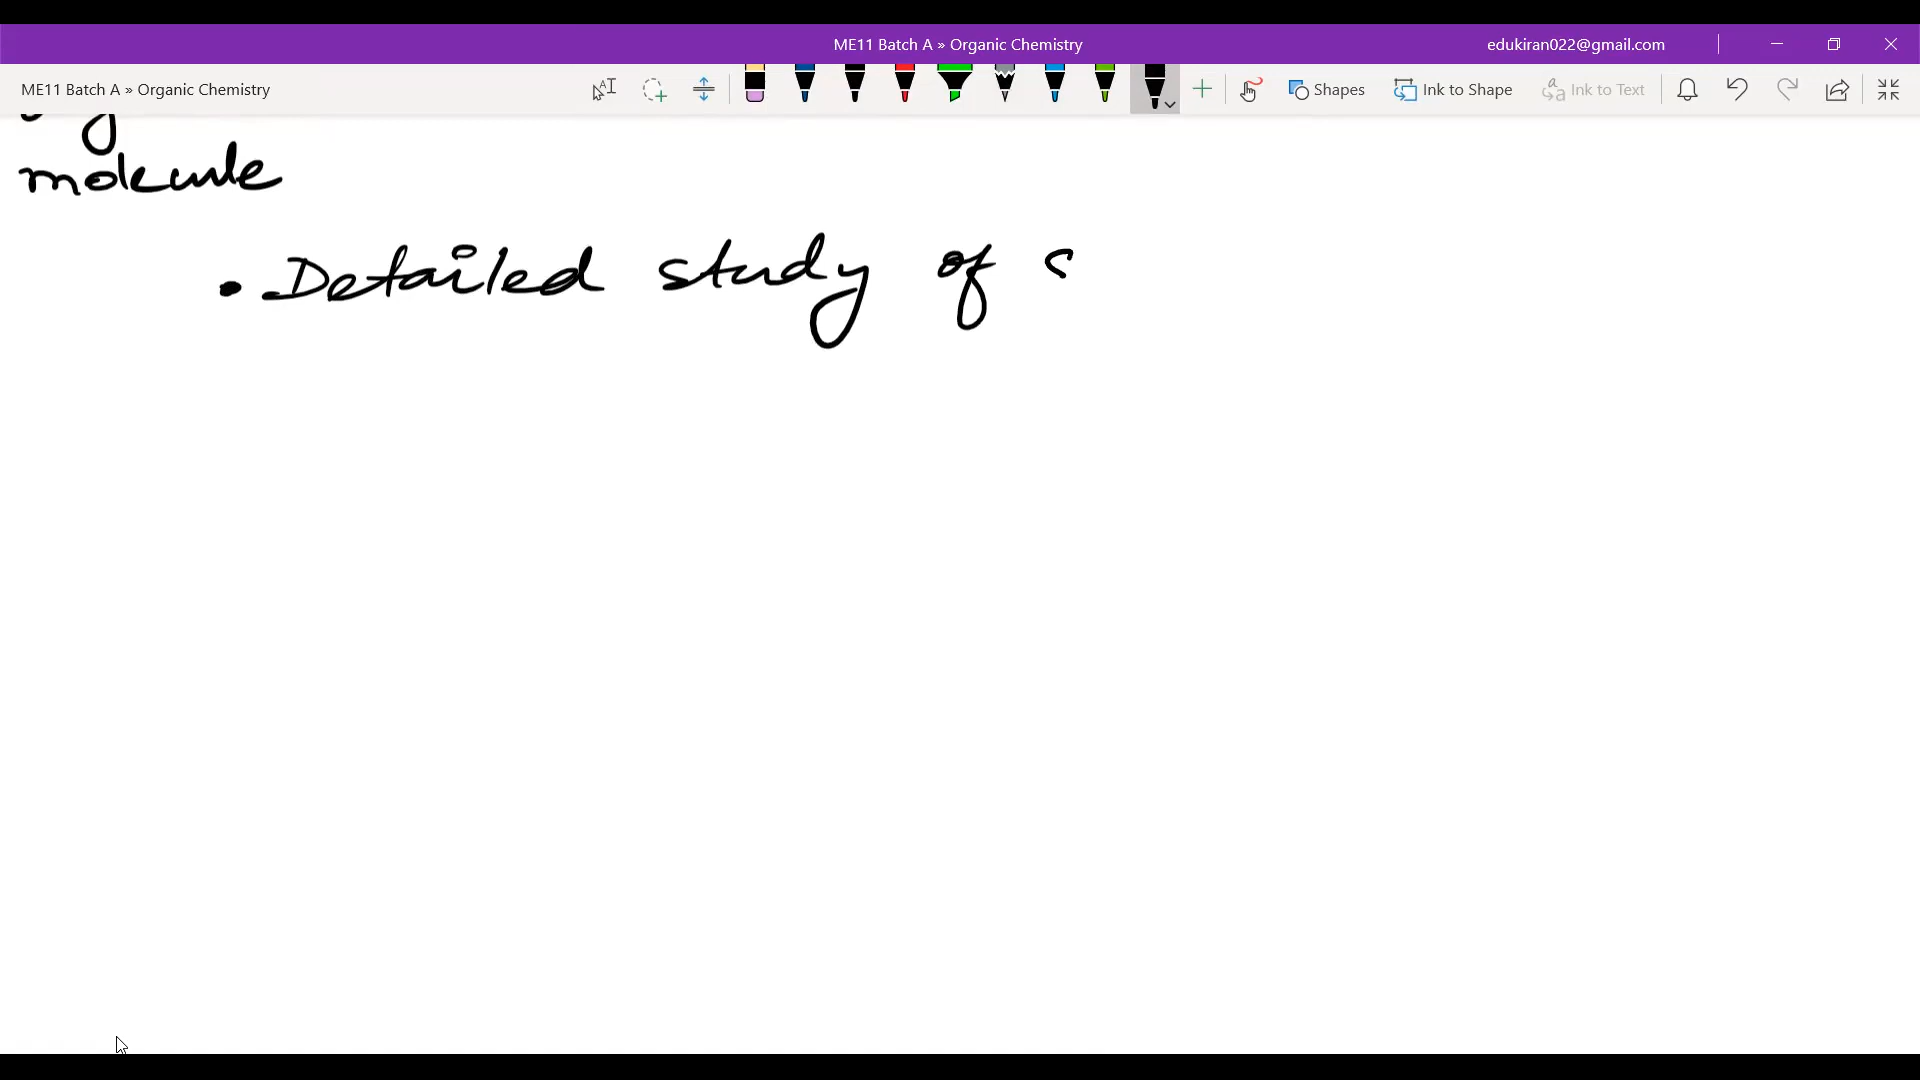 ME11 Batch A » Organic Chemistry
edukiran022@gmail.com
ME11 Batch A » Organic Chemistry
Shapes
Ink to Shape
Ink to Text
molecule
• Detailed study of s